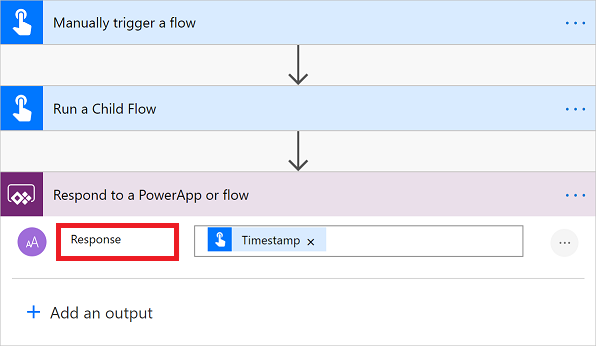 Manually trigger a flow
Run a Child Flow
Respond to a PowerApp or flow
AA Response Timestamp ×
+ Add an output